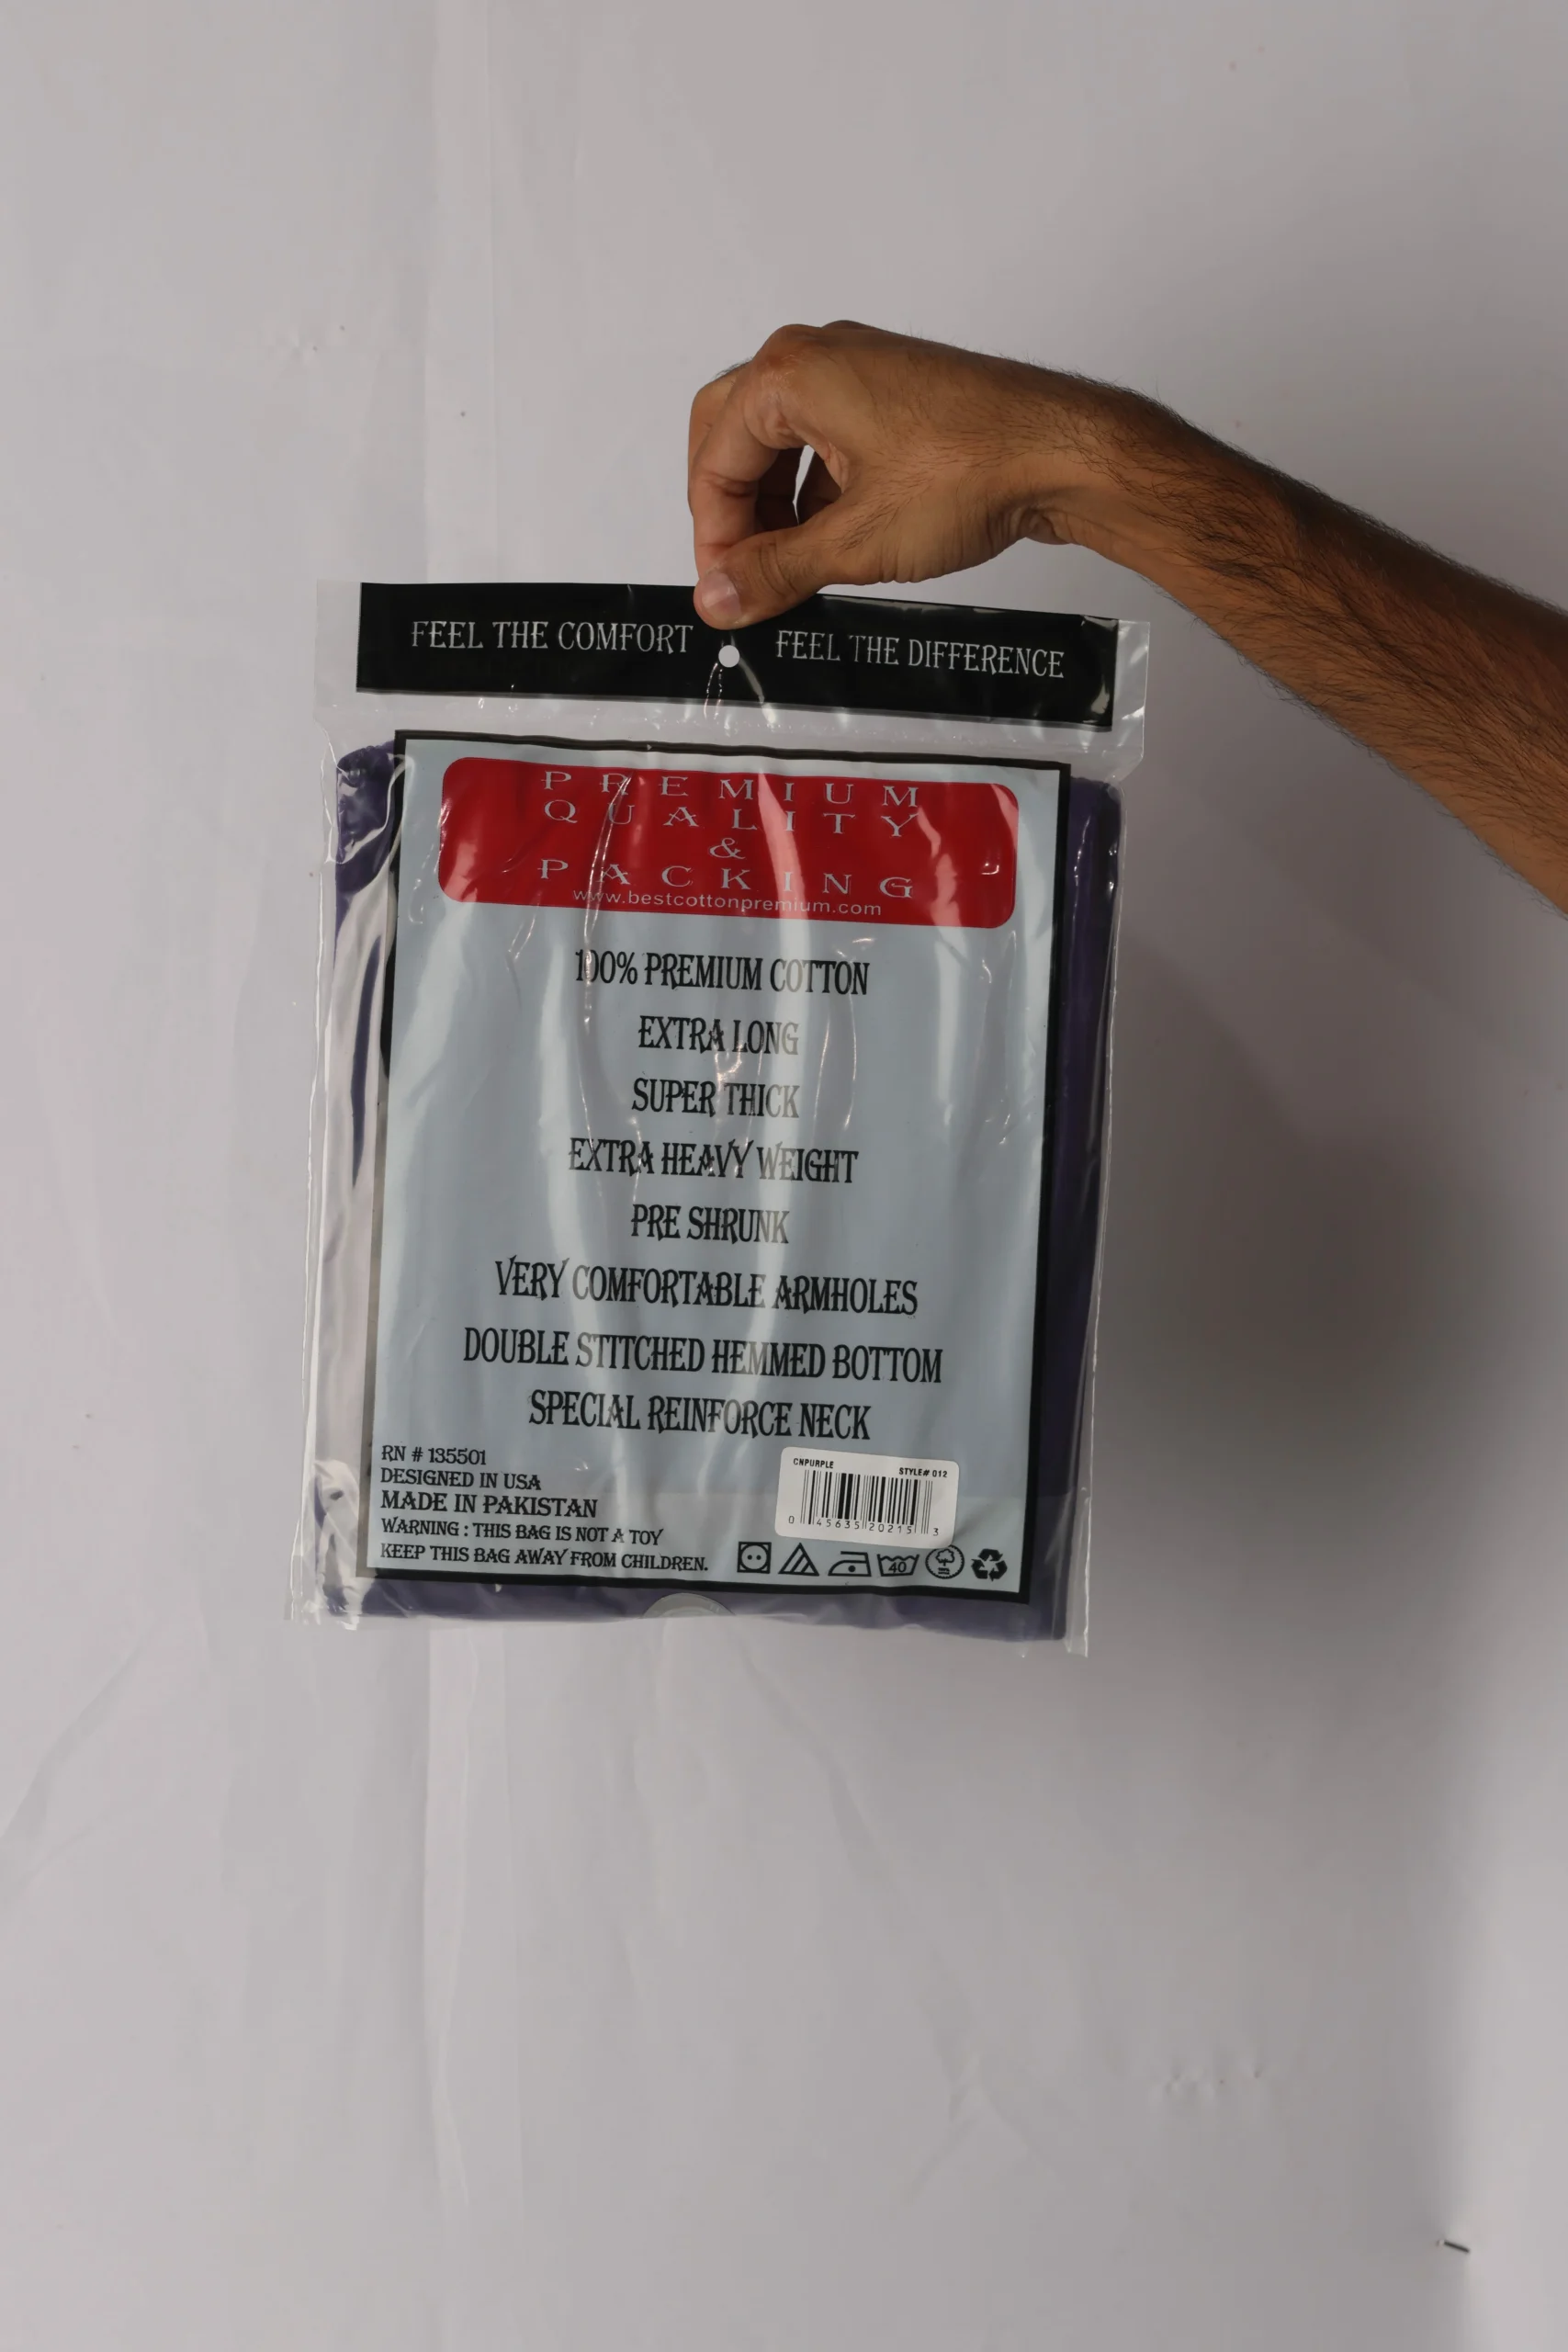 FEEL THE COMFORT FEEL THE DIFFERENCE
PREMIUM
QUALITY
&
PACKING
www.bestcottonpremium.com
100% PREMIUM COTTON
EXTRA LONG
SUPER THICK
EXTRA HEAVY WEIGHT
PRE SHRUNK
VERY COMFORTABLE ARMHOLES
DOUBLE STITCHED HEMMED BOTTOM
SPECIAL REINFORCE NECK
RN # 135501
DESIGNED IN USA
MADE IN PAKISTAN
WARNING : THIS BAG IS NOT A TOY
KEEP THIS BAG AWAY FROM CHILDREN.
CNPURPLE STYLE# 012
0 45635 20215 3
40